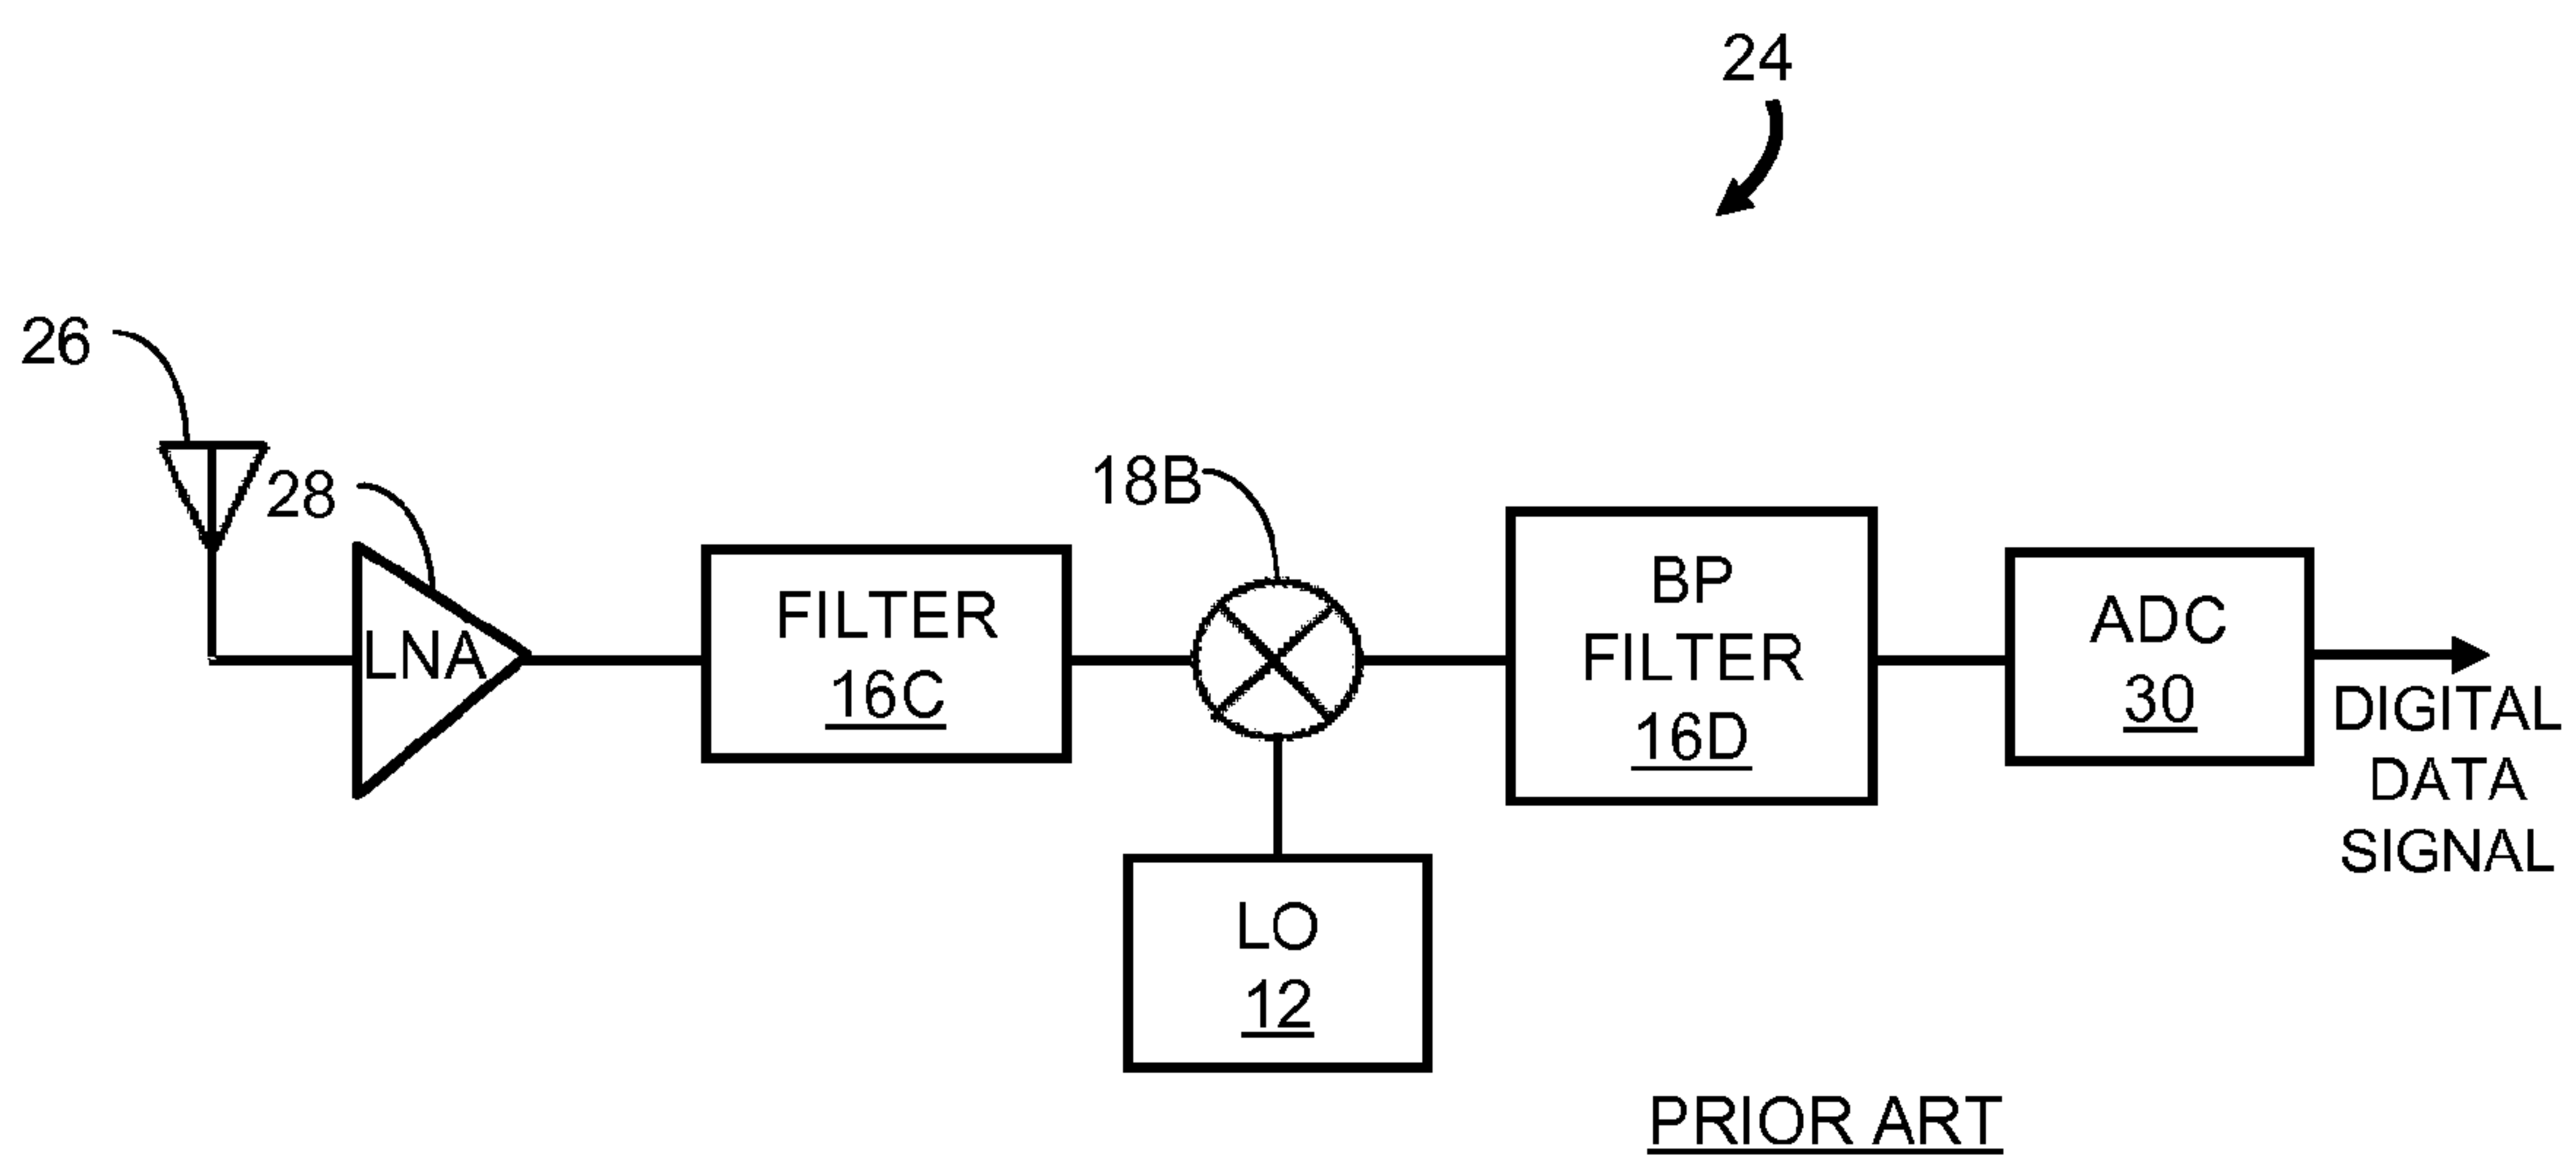 24
26
28
LNA
FILTER
16C
18B
LO
12
BP
FILTER
16D
ADC
30
DIGITAL
DATA
SIGNAL
PRIOR ART